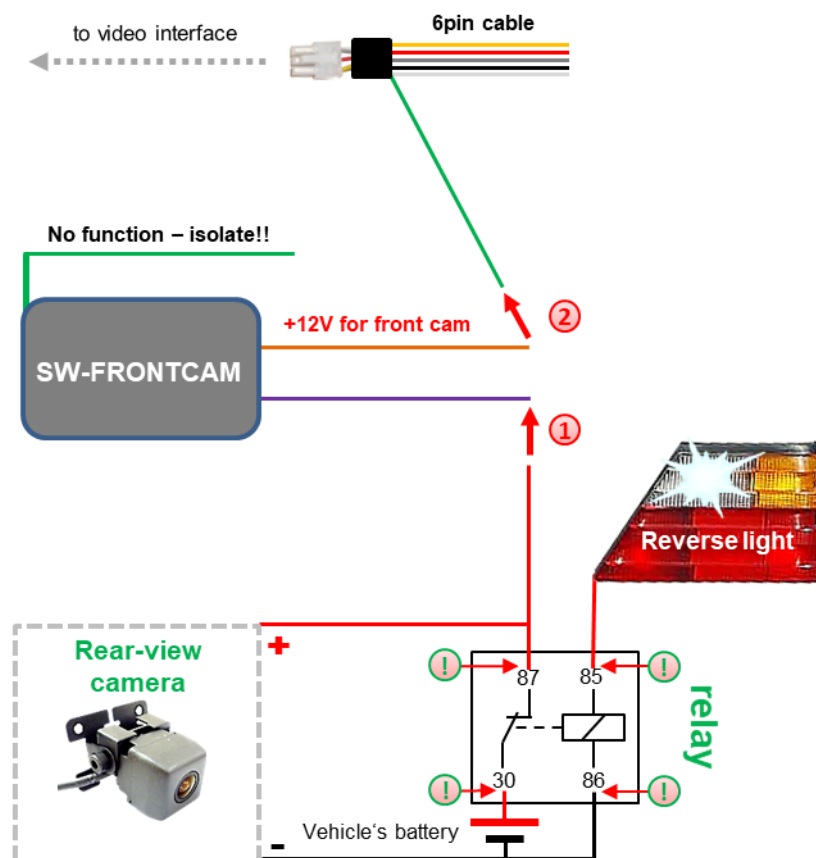 6pin cable
to video interface
No function – isolate!!
+12V for front cam
2
SW-FRONTCAM
1
Reverse light
+
Rear-view
camera
! 87 85 !
relay
! 30 86 !
Vehicle‘s battery
-